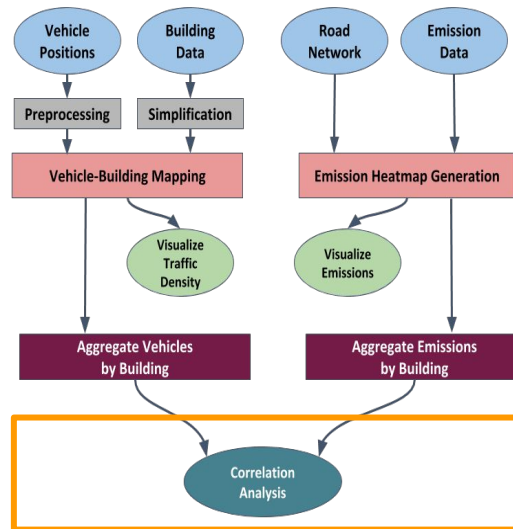 Vehicle
Positions
Building
Data
Road
Network
Emission
Data
Preprocessing
Simplification
Vehicle-Building Mapping
Emission Heatmap Generation
Visualize
Traffic
Density
Visualize
Emissions
Aggregate Vehicles
by Building
Aggregate Emissions
by Building
Correlation
Analysis